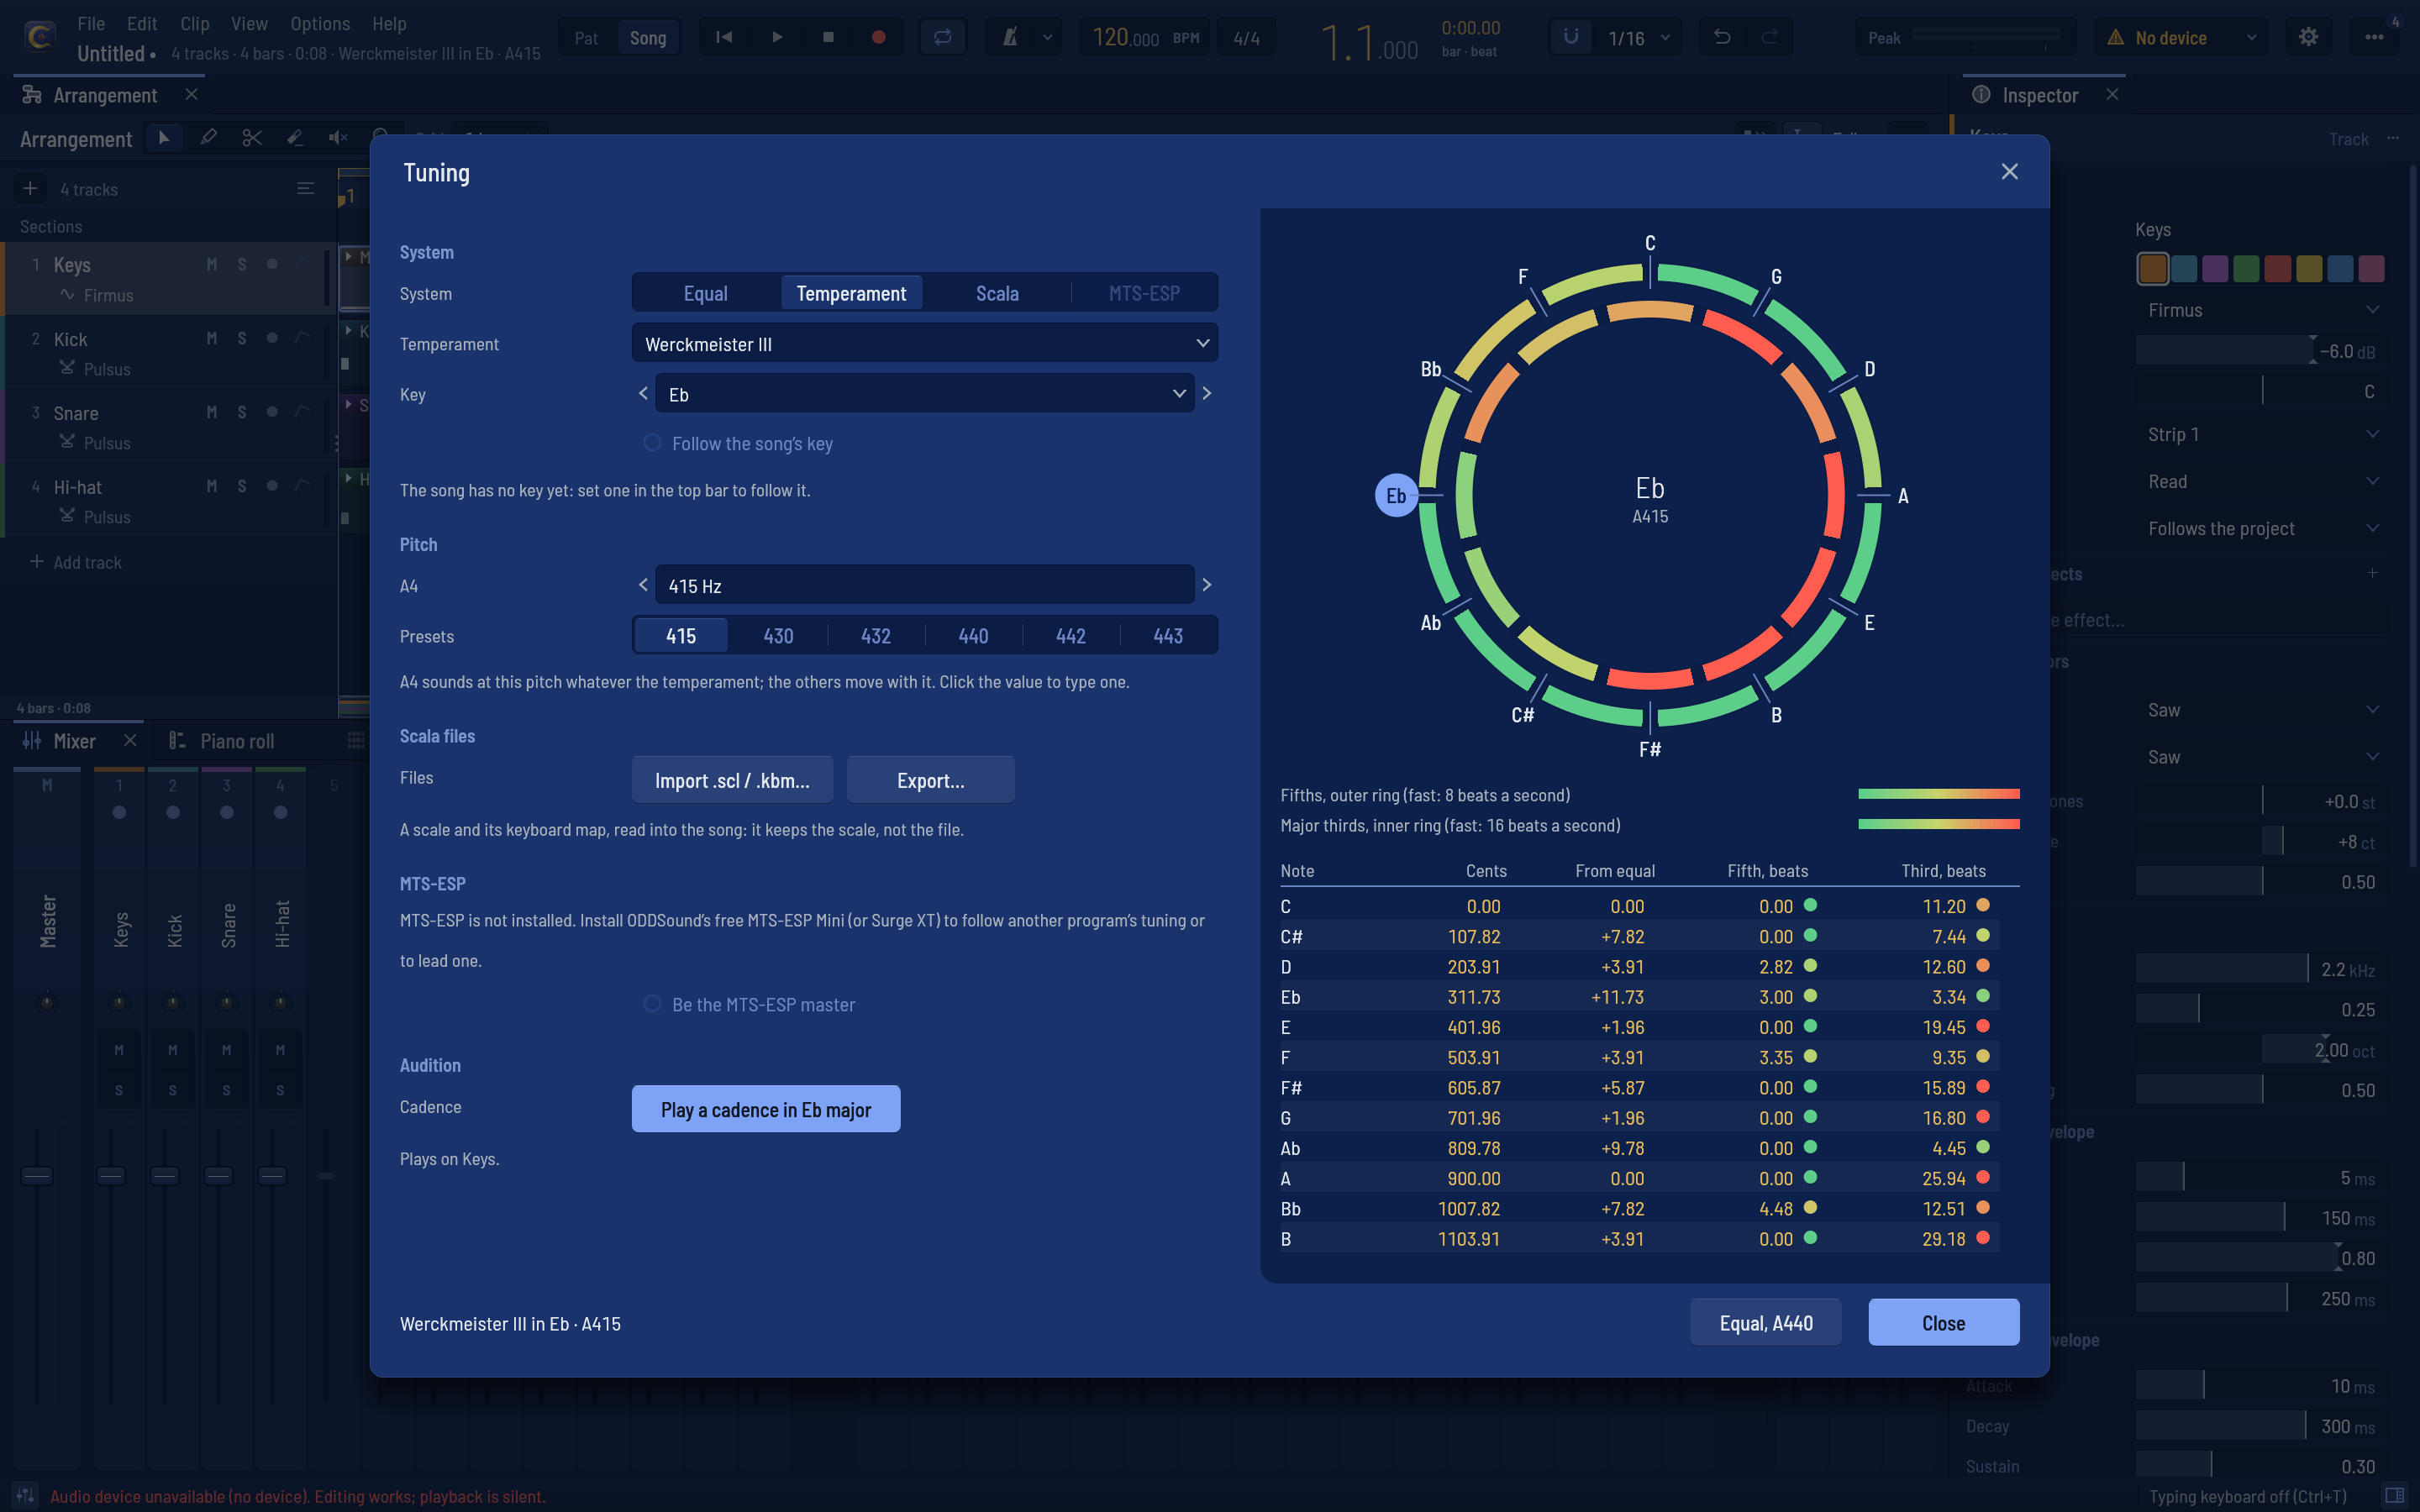 File Edit Clip View Options Help
Untitled • 4 tracks · 4 bars · 0:08 · Werckmeister III in Eb · A415
Pat Song
120.000 BPM 4/4
1.1.000
0:00.00
bar · beat
1/16
Peak
No device
4
Arrangement
Inspector
Arrangement
Track
4 tracks
1
Sections
1 Keys M S
Firmus
2 Kick M S
Pulsus
3 Snare M S
Pulsus
4 Hi-hat M S
Pulsus
Add track
4 bars · 0:08
Mixer
Piano roll
M 1 2 3 4 5
Master Keys Kick Snare Hi-hat
M M M M
S S S S
Tuning
System
System Equal Temperament Scala MTS-ESP
Temperament Werckmeister III
Key Eb
Follow the song's key
The song has no key yet: set one in the top bar to follow it.
Pitch
A4 415 Hz
Presets 415 430 432 440 442 443
A4 sounds at this pitch whatever the temperament; the others move with it. Click the value to type one.
Scala files
Files Import .scl / .kbm... Export...
A scale and its keyboard map, read into the song: it keeps the scale, not the file.
MTS-ESP
MTS-ESP is not installed. Install ODDSound's free MTS-ESP Mini (or Surge XT) to follow another program's tuning or
to lead one.
Be the MTS-ESP master
Audition
Cadence Play a cadence in Eb major
Plays on Keys.
Werckmeister III in Eb · A415
Equal, A440 Close
C
F G
Bb D
Eb A
Eb
A415
Ab E
C# B
F#
Fifths, outer ring (fast: 8 beats a second)
Major thirds, inner ring (fast: 16 beats a second)
Note Cents From equal Fifth, beats Third, beats
C 0.00 0.00 0.00 11.20
C# 107.82 +7.82 0.00 7.44
D 203.91 +3.91 2.82 12.60
Eb 311.73 +11.73 3.00 3.34
E 401.96 +1.96 0.00 19.45
F 503.91 +3.91 3.35 9.35
F# 605.87 +5.87 0.00 15.89
G 701.96 +1.96 0.00 16.80
Ab 809.78 +9.78 0.00 4.45
A 900.00 0.00 0.00 25.94
Bb 1007.82 +7.82 4.48 12.51
B 1103.91 +3.91 0.00 29.18
Keys
Firmus
−6.0 dB
C
Strip 1
Read
Follows the project
Saw
Saw
+0.0 st
+8 ct
0.50
2.2 kHz
0.25
2.00 oct
0.50
5 ms
150 ms
0.80
250 ms
Attack 10 ms
Decay 300 ms
Sustain 0.30
Audio device unavailable (no device). Editing works; playback is silent.
Typing keyboard off (Ctrl+T)